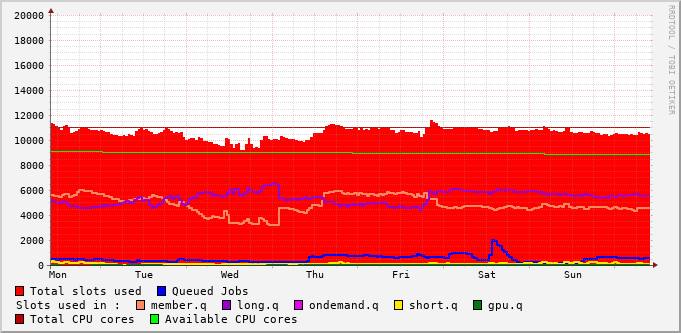 RRDTOOL / TOBI OETIKER
20000
18000
16000
14000
12000
10000
8000
6000
4000
2000
0
Mon Tue Wed Thu Fri Sat Sun
Total slots used Queued Jobs
Slots used in : member.q long.q ondemand.q short.q gpu.q
Total CPU cores Available CPU cores